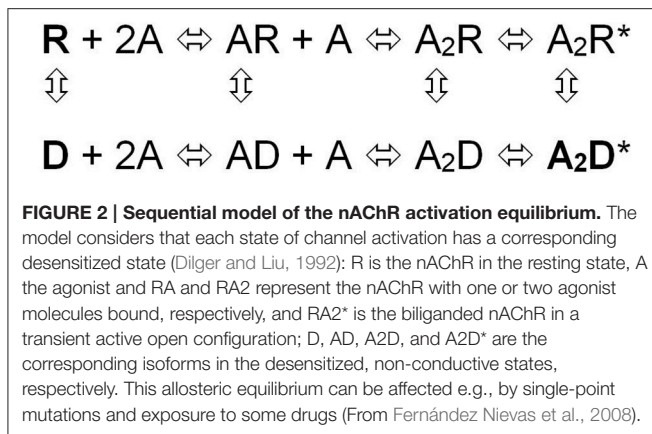 R + 2A ⇔ AR + A ⇔ A₂R ⇔ A₂R*
⇕ ⇕ ⇕ ⇕
D + 2A ⇔ AD + A ⇔ A₂D ⇔ A₂D*
FIGURE 2 | Sequential model of the nAChR activation equilibrium. The
model considers that each state of channel activation has a corresponding
desensitized state (Dilger and Liu, 1992): R is the nAChR in the resting state, A
the agonist and RA and RA2 represent the nAChR with one or two agonist
molecules bound, respectively, and RA2* is the biliganded nAChR in a
transient active open configuration; D, AD, A2D, and A2D* are the
corresponding isoforms in the desensitized, non-conductive states,
respectively. This allosteric equilibrium can be affected e.g., by single-point
mutations and exposure to some drugs (From Fernández Nievas et al., 2008).